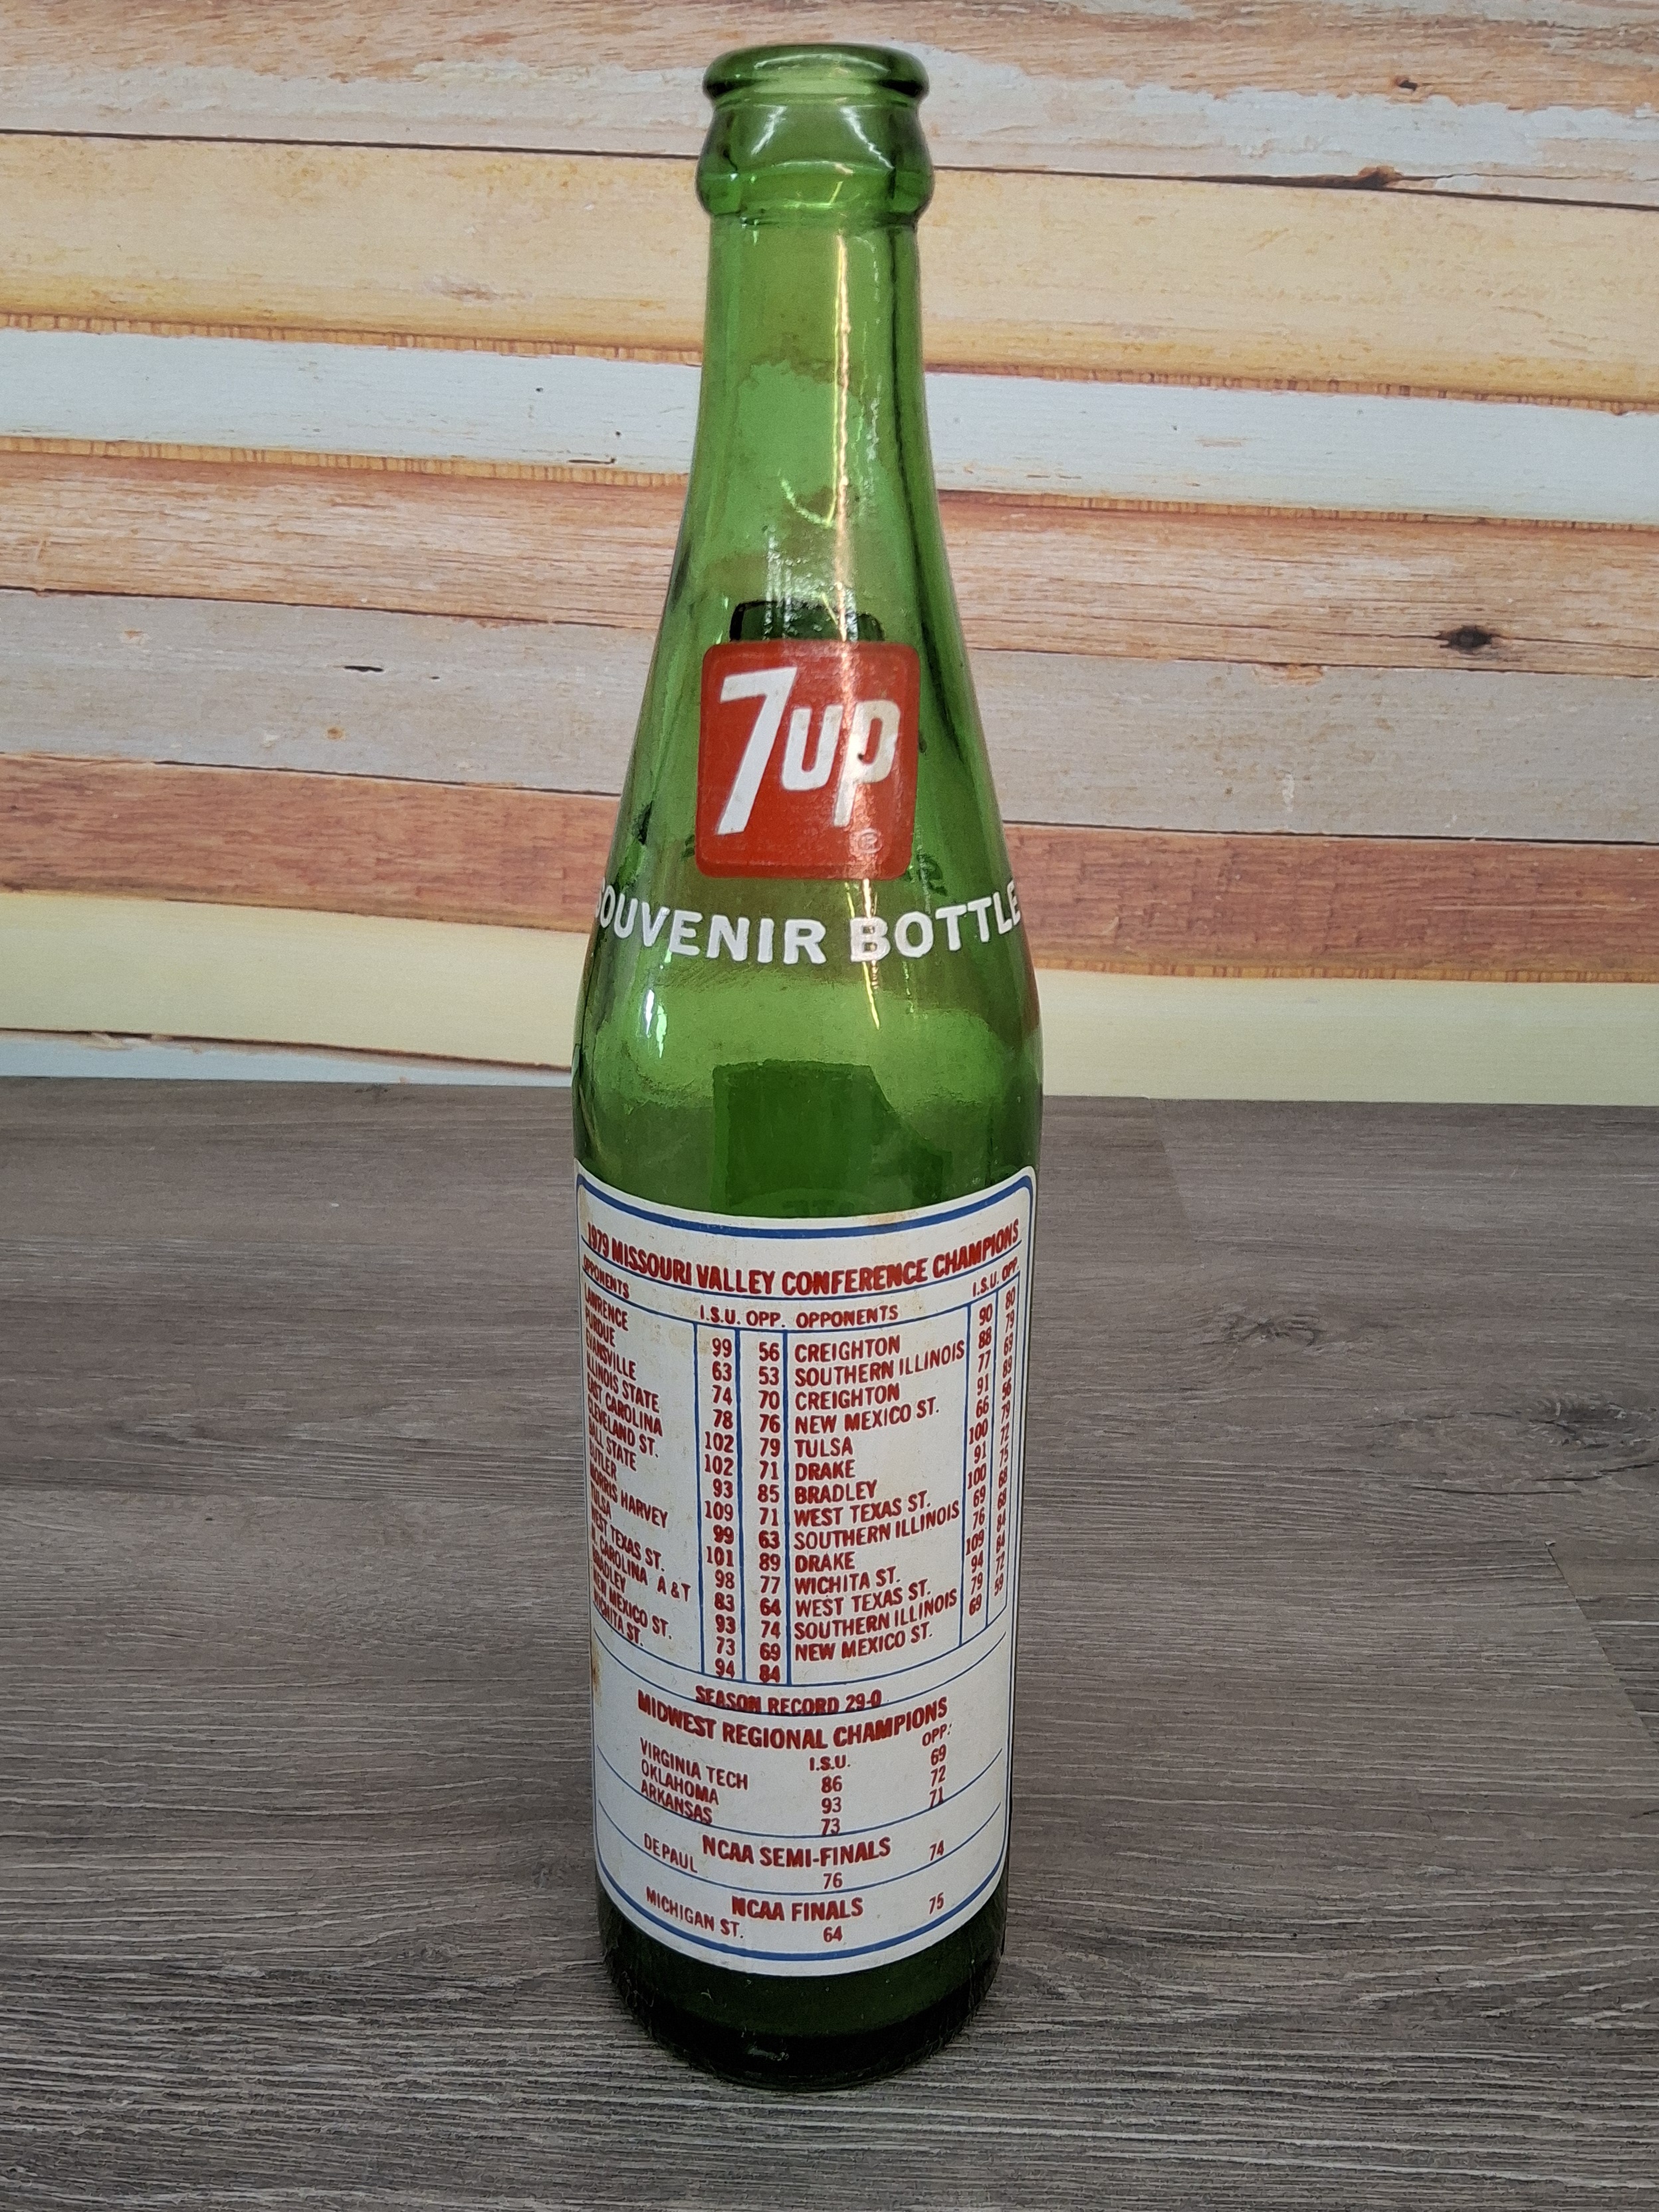 7up
®
SOUVENIR BOTTLE
1979 MISSOURI VALLEY CONFERENCE CHAMPIONS
OPPONENTS I.S.U. OPP. OPPONENTS I.S.U. OPP.
LAWRENCE 99 56 CREIGHTON 90 80
PURDUE 63 53 SOUTHERN ILLINOIS 88 79
EVANSVILLE 74 70 CREIGHTON 77 69
ILLINOIS STATE 78 76 NEW MEXICO ST. 91 89
EAST CAROLINA 102 79 TULSA 66 56
CLEVELAND ST. 102 71 DRAKE 100 79
BALL STATE 93 85 BRADLEY 91 72
BUTLER 109 71 WEST TEXAS ST. 100 75
MORRIS HARVEY 99 63 SOUTHERN ILLINOIS 69 68
TULSA 101 89 DRAKE 76 68
WEST TEXAS ST. 98 77 WICHITA ST. 109 84
N. CAROLINA A & T 83 64 WEST TEXAS ST. 94 84
BRADLEY 93 74 SOUTHERN ILLINOIS 79 72
NEW MEXICO ST. 73 69 NEW MEXICO ST. 69 59
WICHITA ST. 94 84
SEASON RECORD 29-0
MIDWEST REGIONAL CHAMPIONS
I.S.U. OPP.
VIRGINIA TECH 86 69
OKLAHOMA 93 72
ARKANSAS 73 71
NCAA SEMI-FINALS
DE PAUL 76 74
NCAA FINALS
MICHIGAN ST. 64 75